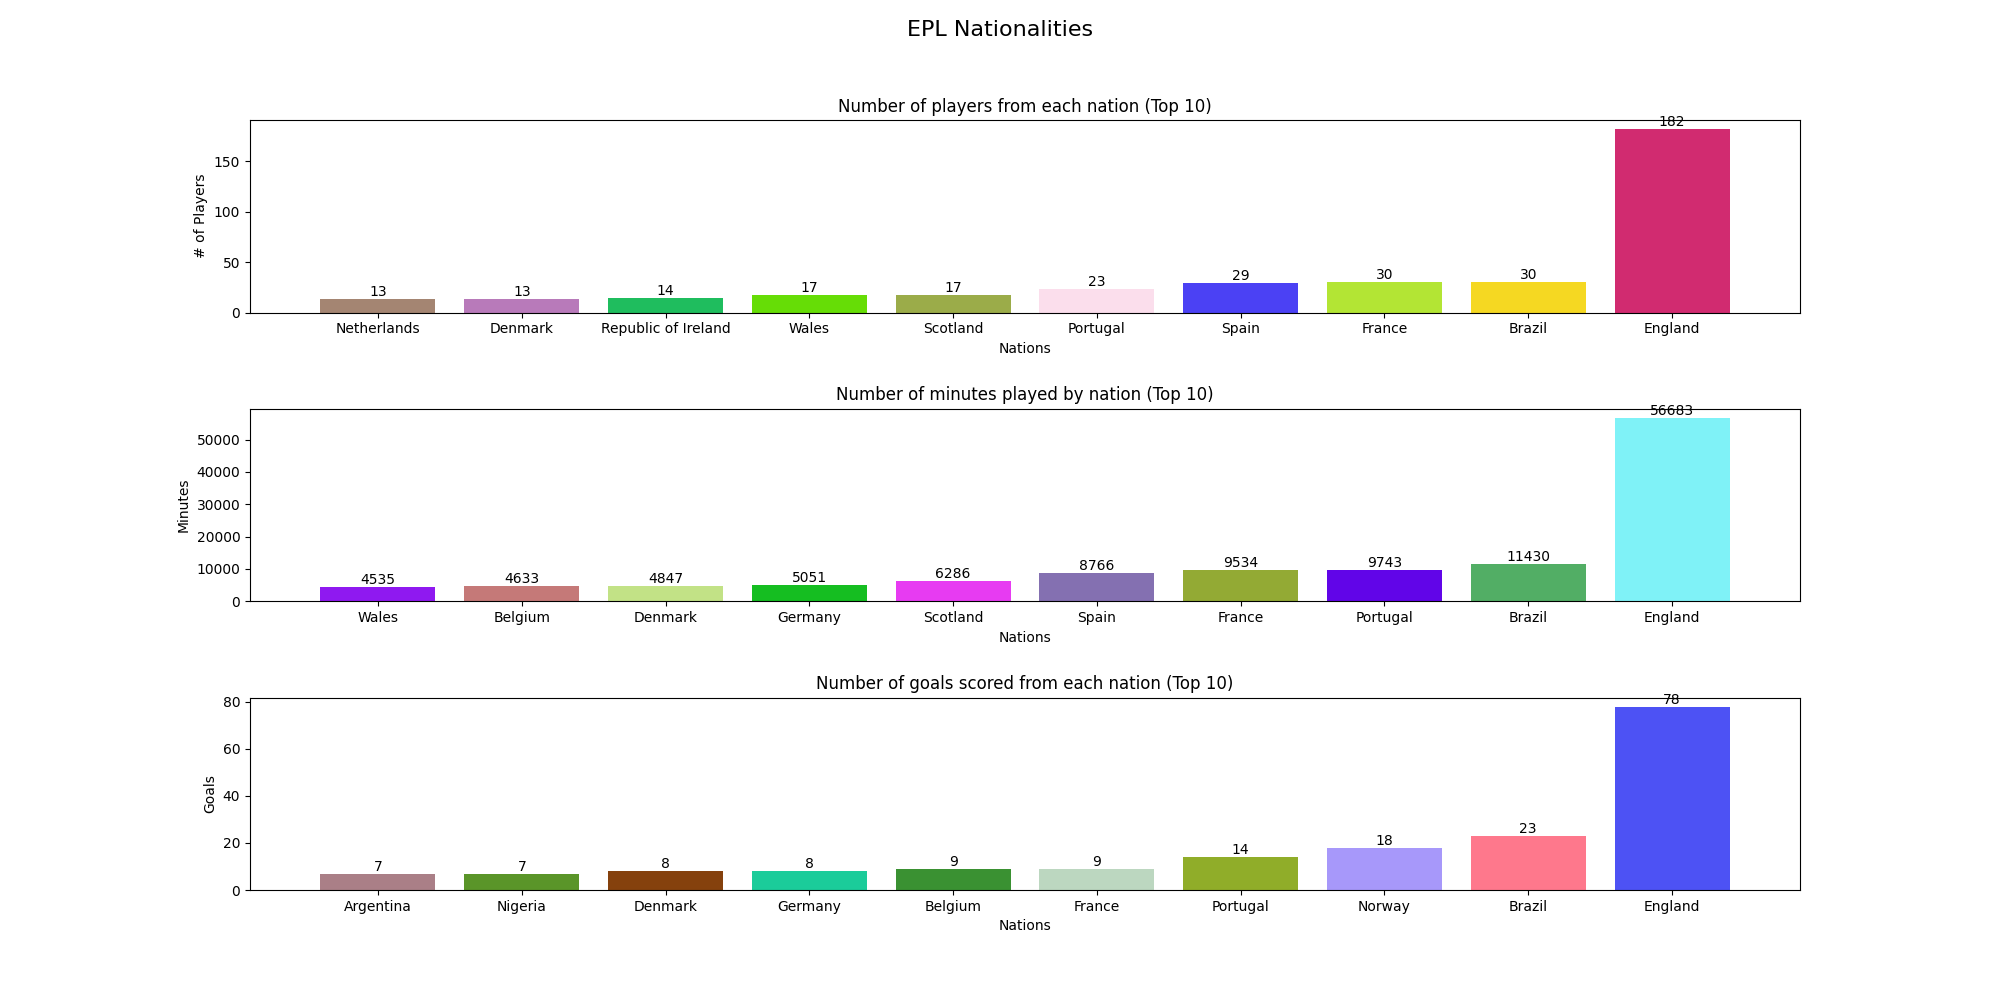 EPL Nationalities
Number of players from each nation (Top 10)
182
150
100
50
0
# of Players
13 13 14 17 17 23 29 30 30
Netherlands Denmark Republic of Ireland Wales Scotland Portugal Spain France Brazil England
Nations
Number of minutes played by nation (Top 10)
56683
50000
40000
30000
20000
10000
0
Minutes
4535 4633 4847 5051 6286 8766 9534 9743 11430
Wales Belgium Denmark Germany Scotland Spain France Portugal Brazil England
Nations
Number of goals scored from each nation (Top 10)
78
80
60
40
20
0
Goals
7 7 8 8 9 9 14 18 23
Argentina Nigeria Denmark Germany Belgium France Portugal Norway Brazil England
Nations